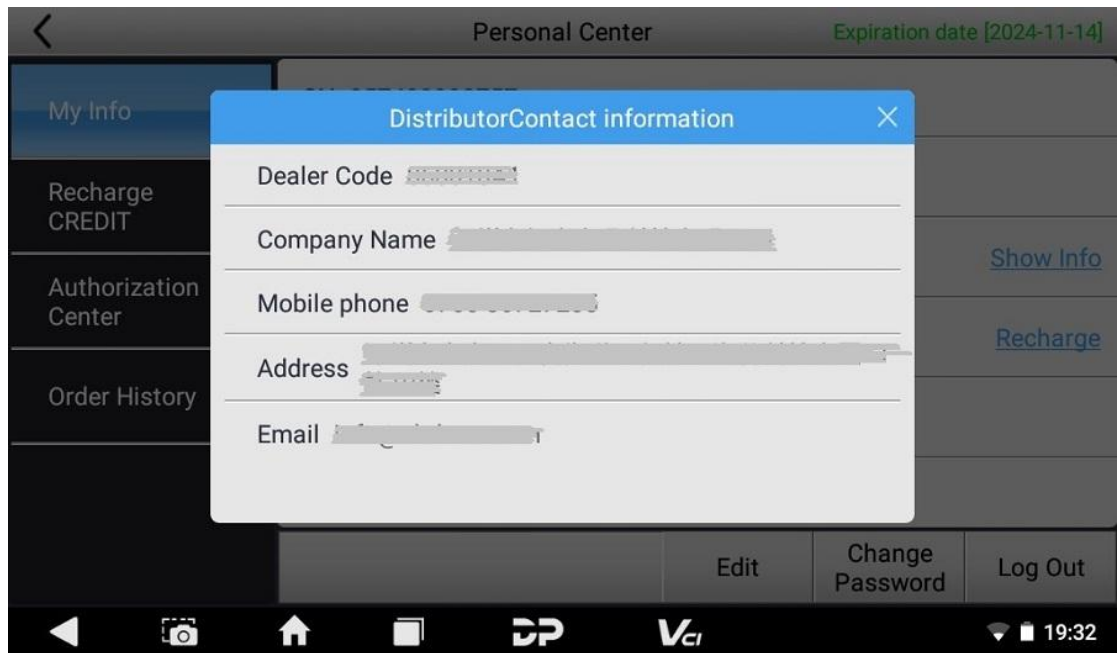 Personal Center
Expiration date [2024-11-14]
My Info
DistributorContact information
Dealer Code
Recharge
CREDIT
Company Name
Show Info
Authorization
Center
Mobile phone
Recharge
Address
Order History
Email
Edit
Change
Password
Log Out
DP
VCI
19:32